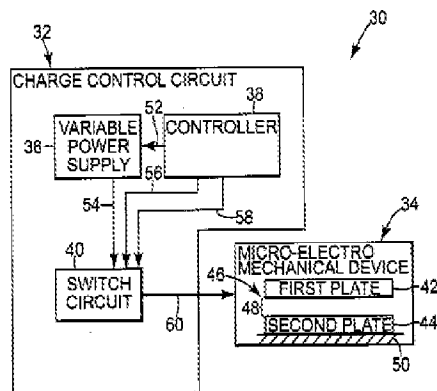 32
30
CHARGE CONTROL CIRCUIT
38
52
VARIABLE
POWER
SUPPLY
CONTROLLER
36
56
54
58
34
40
SWITCH
CIRCUIT
60
MICRO-ELECTRO
MECHANICAL DEVICE
46
FIRST PLATE
42
48
SECOND PLATE
44
50